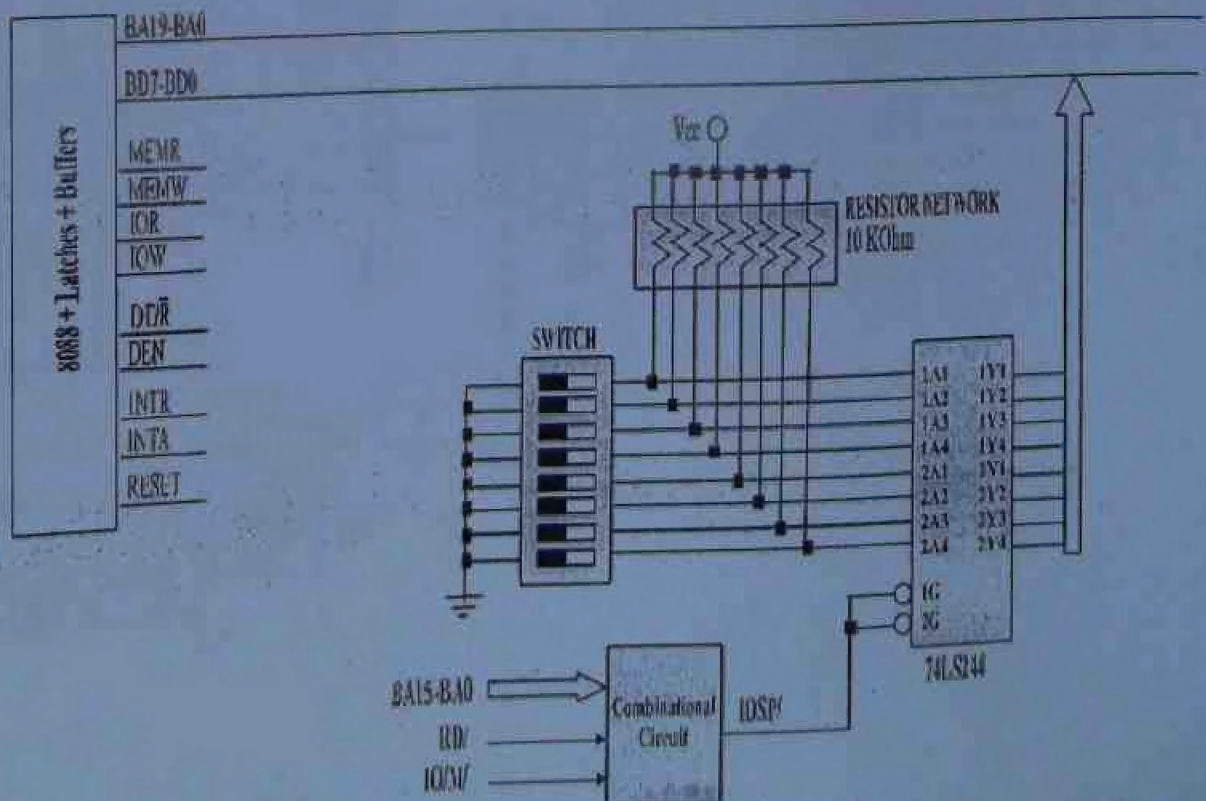 BA19-BA0
BD7-BD0
8088 + Latches + Buffers
MEMR
MEMW
IOR
IOW
DT/R̅
DEN
INTR
INTA
RESET
Vcc
RESISTOR NETWORK
10 KOhm
SWITCH
1A1 1Y1
1A2 1Y2
1A3 1Y3
1A4 1Y4
2A1 2Y1
2A2 2Y2
2A3 2Y3
2A4 2Y4
1G
2G
74LS244
BA15-BA0
RD/
IO/M/
Combinational
Circuit
IOSP/